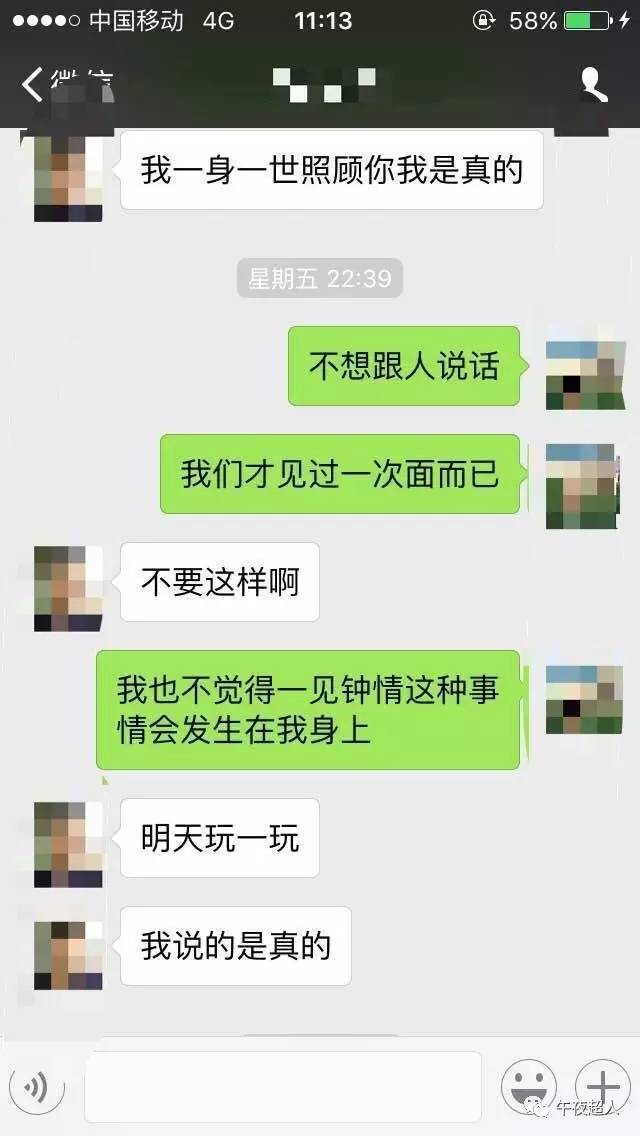 中国移动 4G 11:13 58%
微信
我一身一世照顾你我是真的
星期五 22:39
不想跟人说话
我们才见过一次面而已
不要这样啊
我也不觉得一见钟情这种事
情会发生在我身上
明天玩一玩
我说的是真的
午夜超人